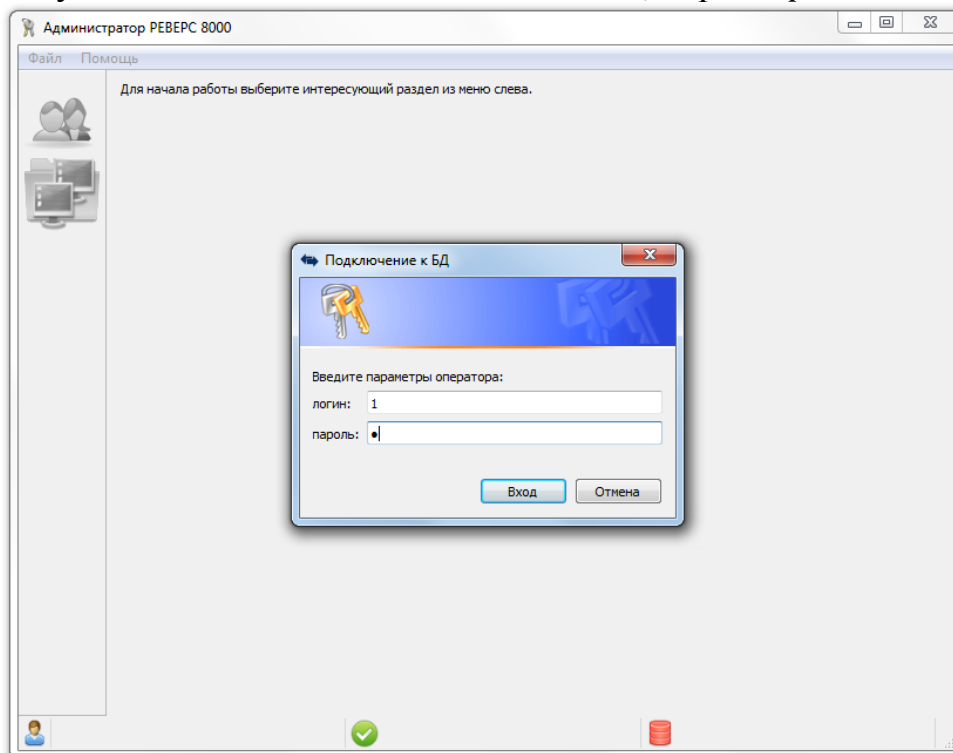 Администратор РЕВЕРС 8000
Файл Помощь
Для начала работы выберите интересующий раздел из меню слева.
Подключение к БД
Введите параметры оператора:
логин: 1
пароль: ●
Вход Отмена